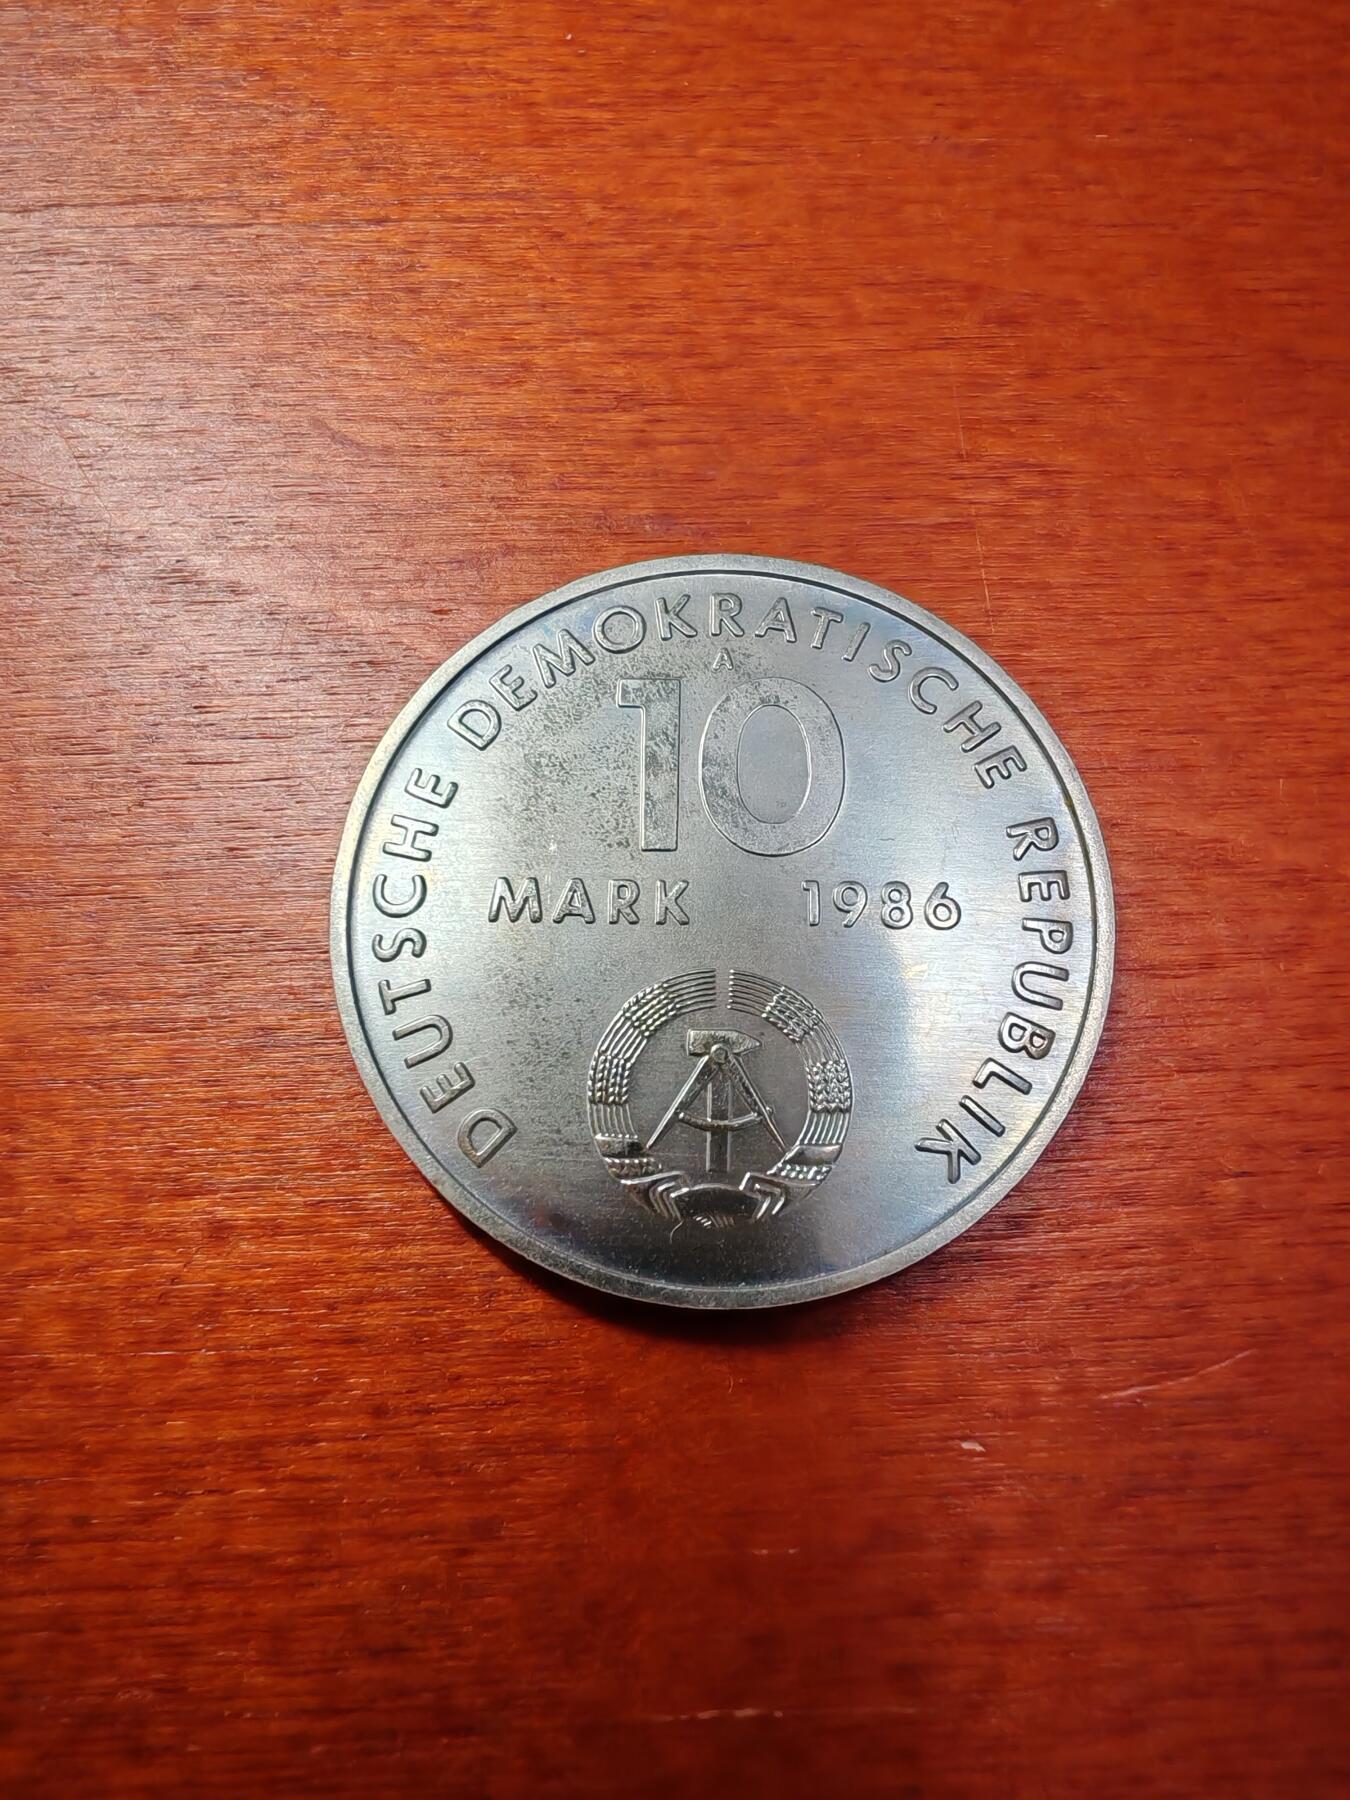 DEUTSCHE DEMOKRATISCHE REPUBLIK
A
10
MARK 1986